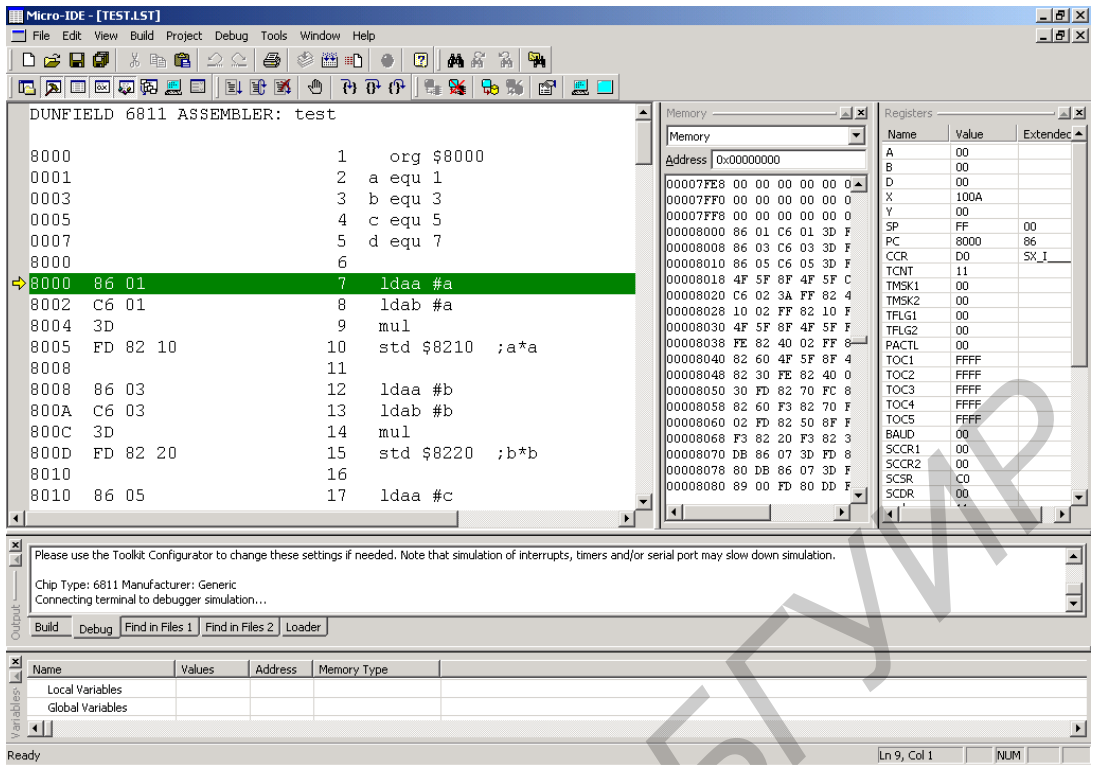 Micro-IDE - [TEST.LST]
File Edit View Build Project Debug Tools Window Help
DUNFIELD 6811 ASSEMBLER: test
8000 1 org $8000
0001 2 a equ 1
0003 3 b equ 3
0005 4 c equ 5
0007 5 d equ 7
8000 6
8000 86 01 7 ldaa #a
8002 C6 01 8 ldab #a
8004 3D 9 mul
8005 FD 82 10 10 std $8210 ;a*a
8008 11
8008 86 03 12 ldaa #b
800A C6 03 13 ldab #b
800C 3D 14 mul
800D FD 82 20 15 std $8220 ;b*b
8010 16
8010 86 05 17 ldaa #c
Memory
Memory
Address 0x00000000
00007FE8 00 00 00 00 00 0
00007FF0 00 00 00 00 00 0
00007FF8 00 00 00 00 00 0
00008000 86 01 C6 01 3D F
00008008 86 03 C6 03 3D F
00008010 86 05 C6 05 3D F
00008018 4F 5F 8F 4F 5F C
00008020 C6 02 3A FF 82 4
00008028 10 02 FF 82 10 F
00008030 4F 5F 8F 4F 5F F
00008038 FE 82 40 02 FF 8
00008040 82 60 4F 5F 8F 4
00008048 82 30 FE 82 40 0
00008050 30 FD 82 70 FC 8
00008058 82 60 F3 82 70 F
00008060 02 FD 82 50 8F F
00008068 F3 82 20 F3 82 3
00008070 DB 86 07 3D FD 8
00008078 80 DB 86 07 3D F
00008080 89 00 FD 80 DD F
Registers
Name Value Extended
A 00
B 00
D 00
X 100A
Y 00
SP FF 00
PC 8000 86
CCR D0 SX_I____
TCNT 11
TMSK1 00
TMSK2 00
TFLG1 00
TFLG2 00
PACTL 00
TOC1 FFFF
TOC2 FFFF
TOC3 FFFF
TOC4 FFFF
TOC5 FFFF
BAUD 00
SCCR1 00
SCCR2 00
SCSR C0
SCDR 00
Output
Please use the Toolkit Configurator to change these settings if needed. Note that simulation of interrupts, timers and/or serial port may slow down simulation.
Chip Type: 6811 Manufacturer: Generic
Connecting terminal to debugger simulation...
Build Debug Find in Files 1 Find in Files 2 Loader
Variables
Name Values Address Memory Type
Local Variables
Global Variables
Ready Ln 9, Col 1 NUM
БГУИР